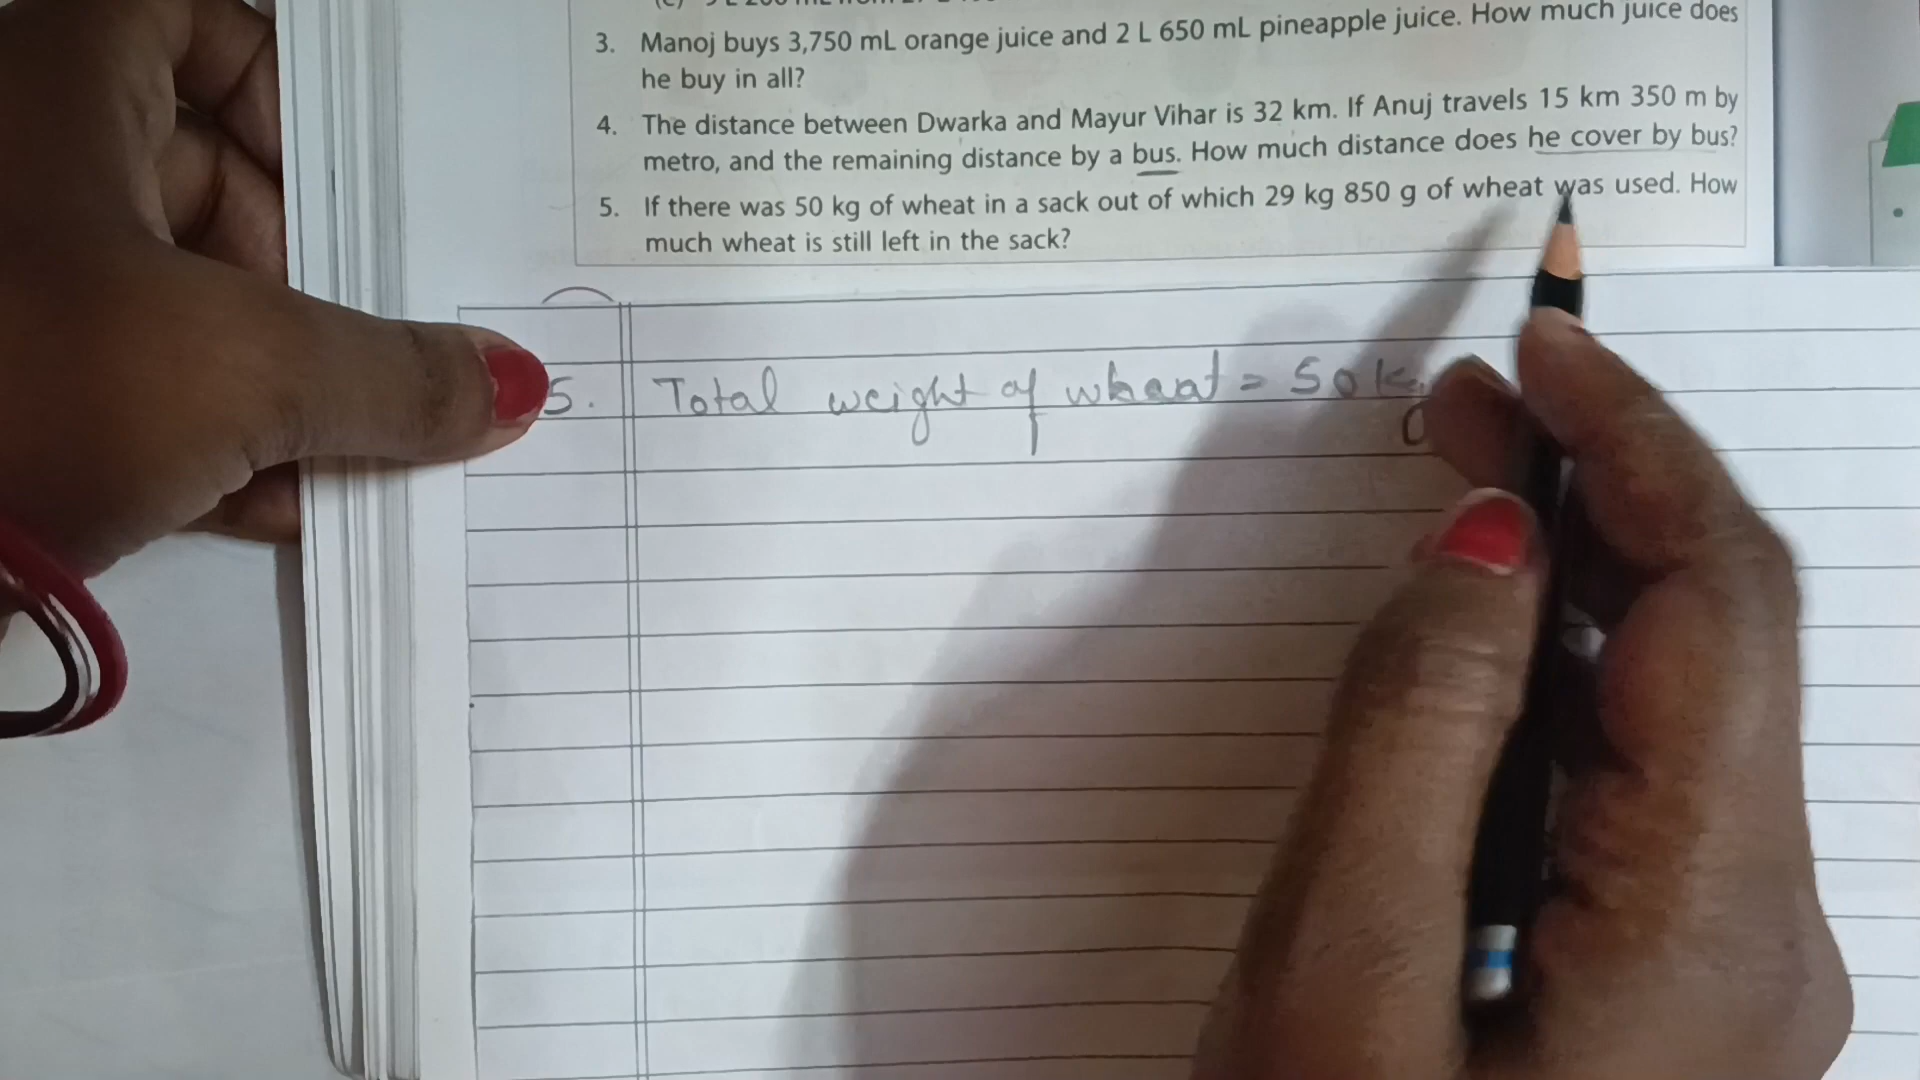 3. Manoj buys 3,750 mL orange juice and 2 L 650 mL pineapple juice. How much juice does
he buy in all?
4. The distance between Dwarka and Mayur Vihar is 32 km. If Anuj travels 15 km 350 m by
metro, and the remaining distance by a bus. How much distance does he cover by bus?
5. If there was 50 kg of wheat in a sack out of which 29 kg 850 g of wheat was used. How
much wheat is still left in the sack?
5. Total weight of wheat = 50 kg